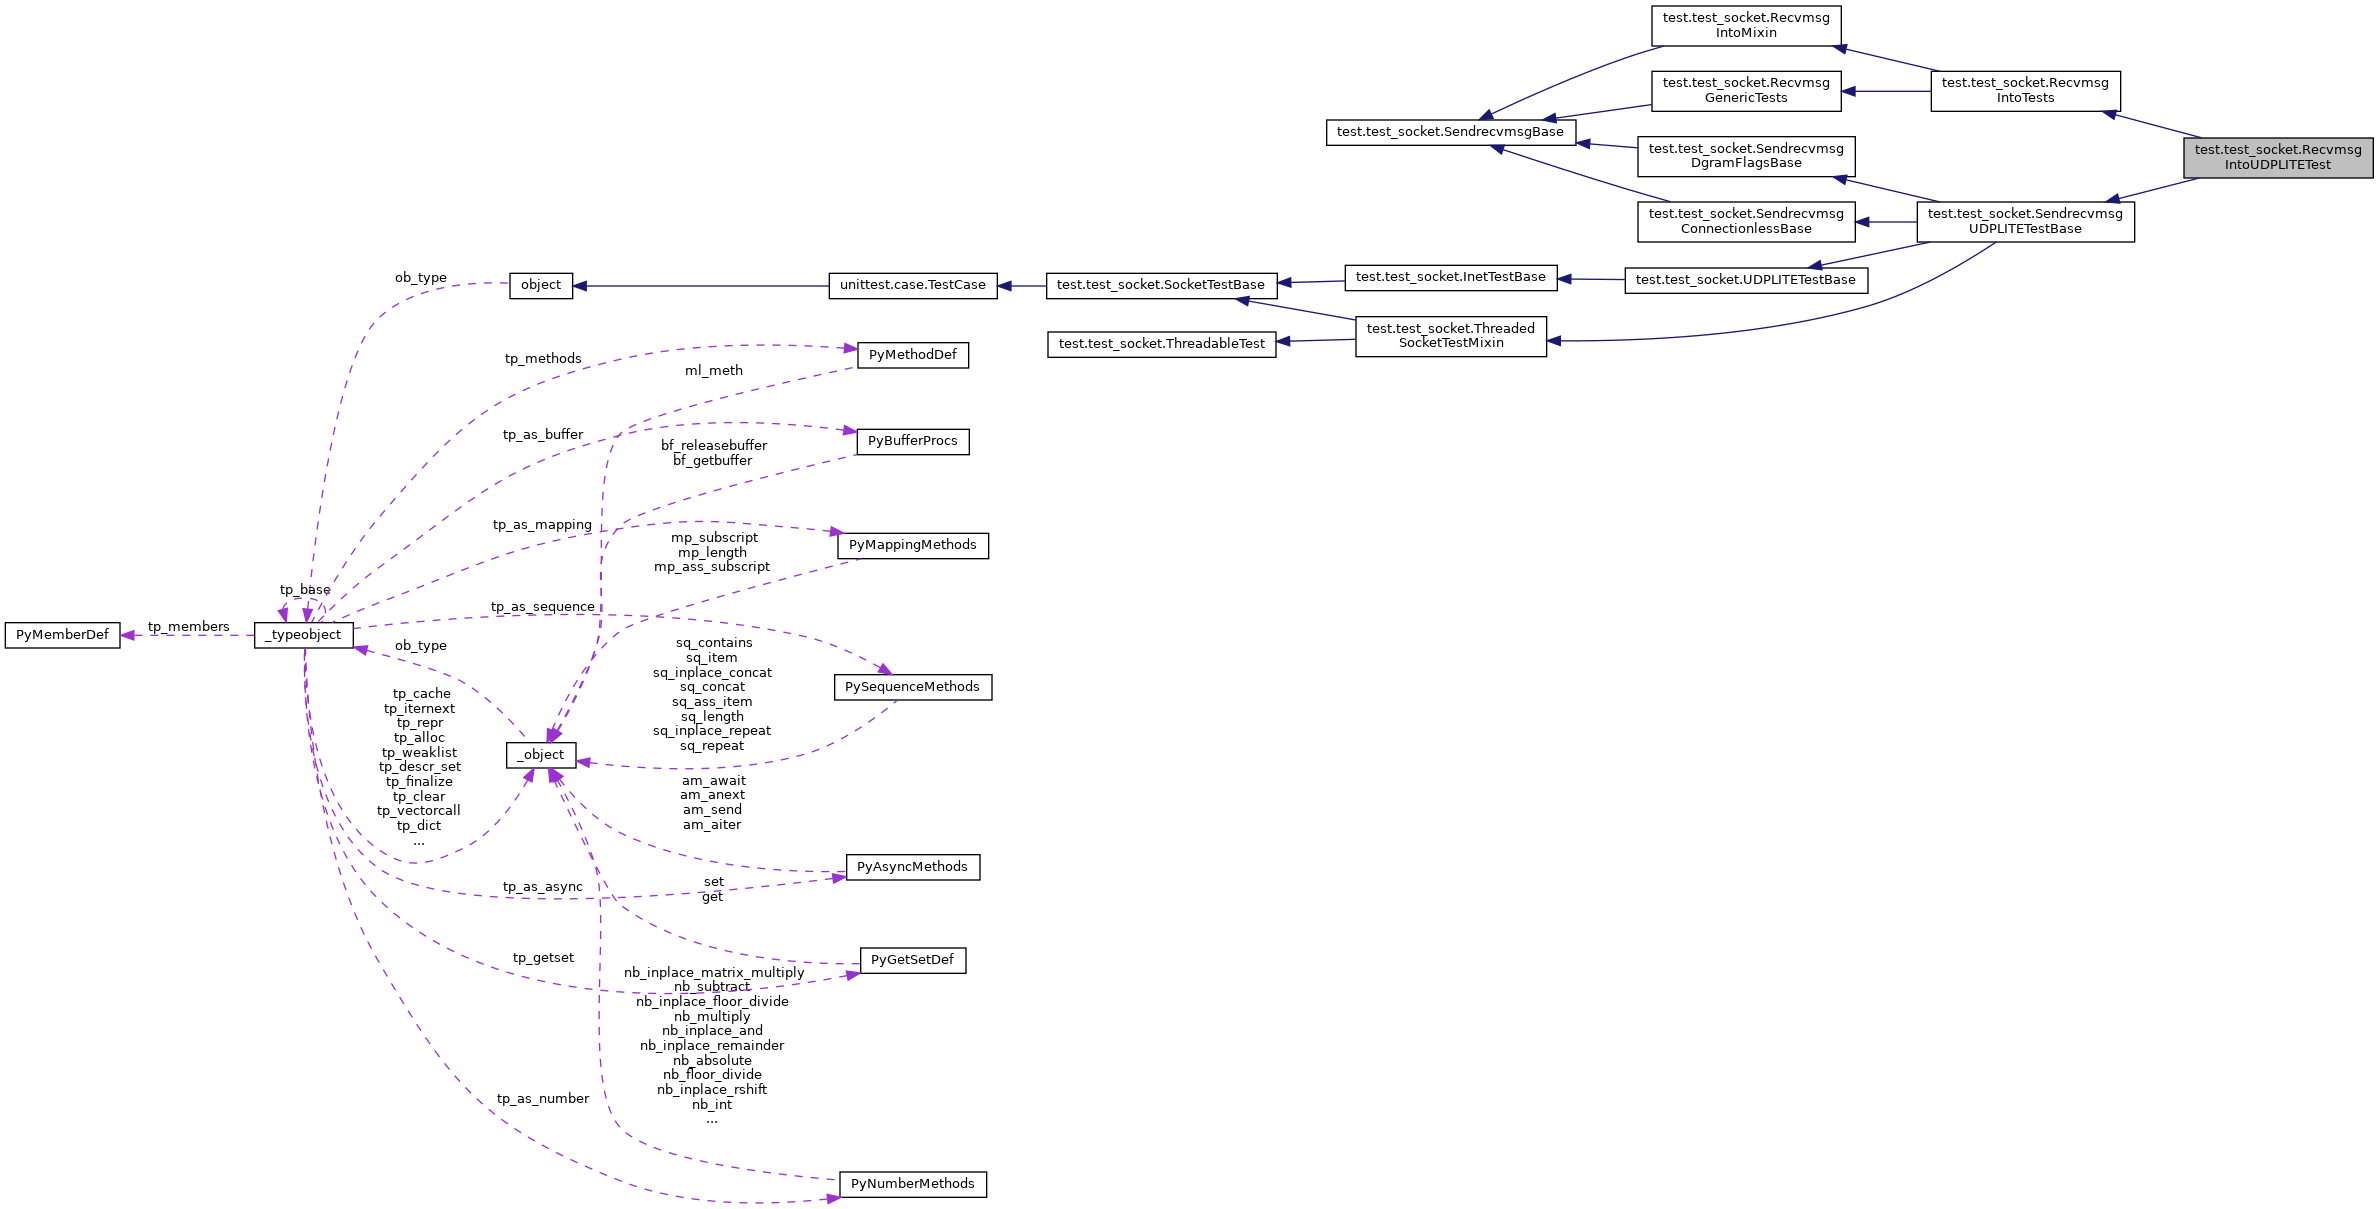 test.test_socket.Recvmsg
IntoMixin
test.test_socket.Recvmsg
GenericTests
test.test_socket.Recvmsg
IntoTests
test.test_socket.SendrecvmsgBase
test.test_socket.Sendrecvmsg
DgramFlagsBase
test.test_socket.Recvmsg
IntoUDPLITETest
test.test_socket.Sendrecvmsg
ConnectionlessBase
test.test_socket.Sendrecvmsg
UDPLITETestBase
ob_type
object
unittest.case.TestCase
test.test_socket.SocketTestBase
test.test_socket.InetTestBase
test.test_socket.UDPLITETestBase
test.test_socket.ThreadableTest
test.test_socket.Threaded
SocketTestMixin
tp_methods
PyMethodDef
ml_meth
tp_as_buffer
PyBufferProcs
bf_releasebuffer
bf_getbuffer
tp_as_mapping
PyMappingMethods
mp_subscript
mp_length
mp_ass_subscript
tp_base
tp_as_sequence
PyMemberDef
tp_members
_typeobject
ob_type
sq_contains
sq_item
sq_inplace_concat
sq_concat
sq_ass_item
sq_length
sq_inplace_repeat
sq_repeat
PySequenceMethods
tp_cache
tp_iternext
tp_repr
tp_alloc
tp_weaklist
tp_descr_set
tp_finalize
tp_clear
tp_vectorcall
tp_dict
...
_object
am_await
am_anext
am_send
am_aiter
PyAsyncMethods
tp_as_async
set
get
tp_getset
PyGetSetDef
nb_inplace_matrix_multiply
nb_subtract
nb_inplace_floor_divide
nb_multiply
nb_inplace_and
nb_inplace_remainder
nb_absolute
nb_floor_divide
nb_inplace_rshift
nb_int
...
tp_as_number
PyNumberMethods